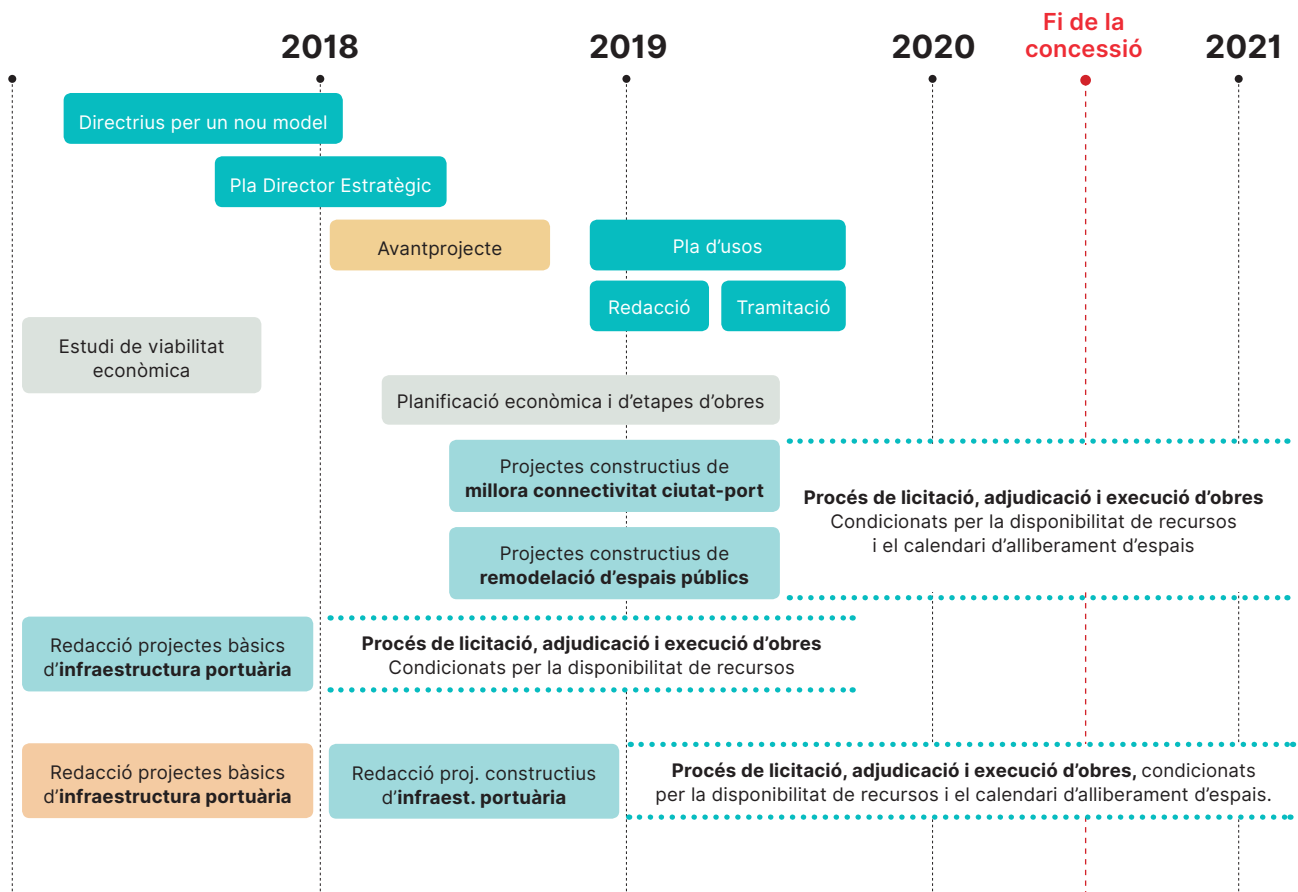 2018
2019
2020
Fi de la
concessió
2021
Directrius per un nou model
Pla Director Estratègic
Avantprojecte
Pla d’usos
Redacció
Tramitació
Estudi de viabilitat
econòmica
Planificació econòmica i d’etapes d’obres
Projectes constructius de
millora connectivitat ciutat-port
Procés de licitació, adjudicació i execució d’obres
Condicionats per la disponibilitat de recursos
i el calendari d’alliberament d’espais
Projectes constructius de
remodelació d’espais públics
Redacció projectes bàsics
d’infraestructura portuària
Procés de licitació, adjudicació i execució d’obres
Condicionats per la disponibilitat de recursos
Redacció projectes bàsics
d’infraestructura portuària
Redacció proj. constructius
d’infraest. portuària
Procés de licitació, adjudicació i execució d’obres, condicionats
per la disponibilitat de recursos i el calendari d’alliberament d’espais.